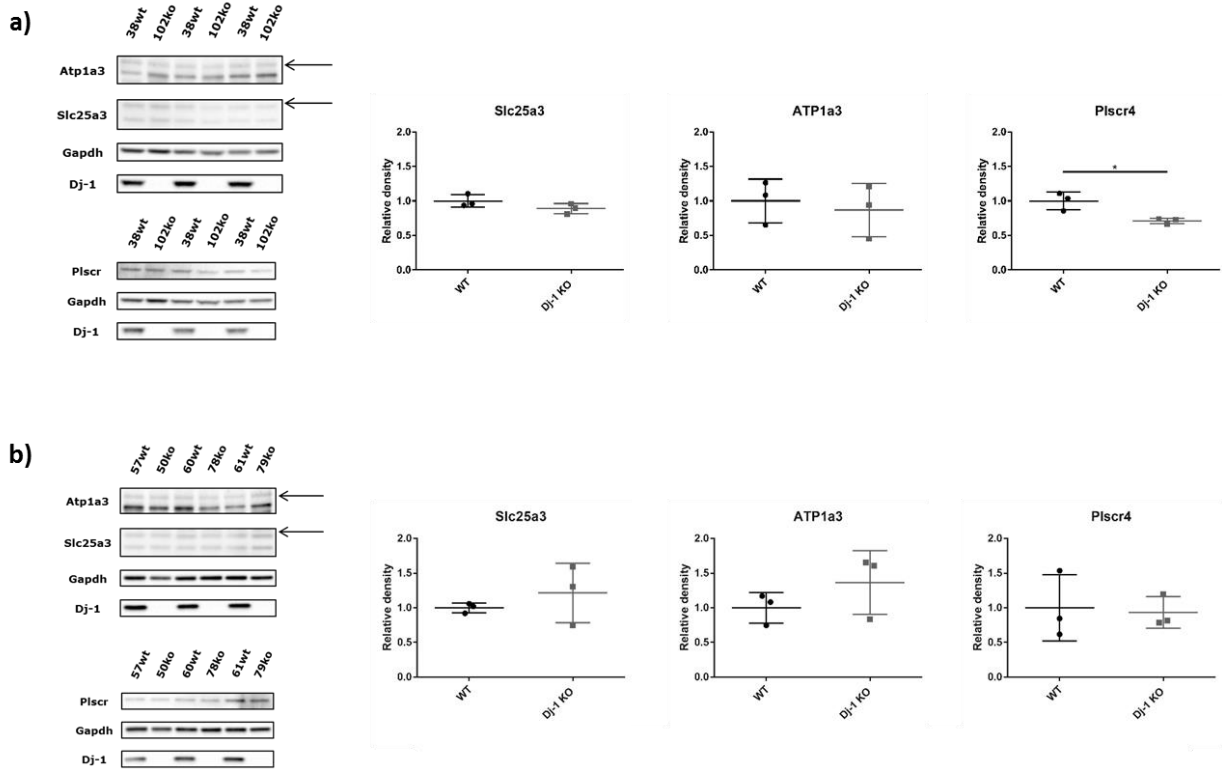 a)
38wt 102ko 38wt 102ko 38wt 102ko
Atp1a3
Slc25a3
Gapdh
Dj-1
38wt 102ko 38wt 102ko 38wt 102ko
Plscr
Gapdh
Dj-1
Slc25a3
Relative density
2.0
1.5
1.0
0.5
0.0
WT
Dj-1 KO
ATP1a3
Relative density
2.0
1.5
1.0
0.5
0.0
WT
Dj-1 KO
Plscr4
Relative density
2.0
1.5
1.0
0.5
0.0
*
WT
Dj-1 KO
b)
57wt 50ko 60wt 78ko 61wt 79ko
Atp1a3
Slc25a3
Gapdh
Dj-1
57wt 50ko 60wt 78ko 61wt 79ko
Plscr
Gapdh
Dj-1
Slc25a3
Relative density
2.0
1.5
1.0
0.5
0.0
WT
Dj-1 KO
ATP1a3
Relative density
2.0
1.5
1.0
0.5
0.0
WT
Dj-1 KO
Plscr4
Relative density
2.0
1.5
1.0
0.5
0.0
WT
Dj-1 KO